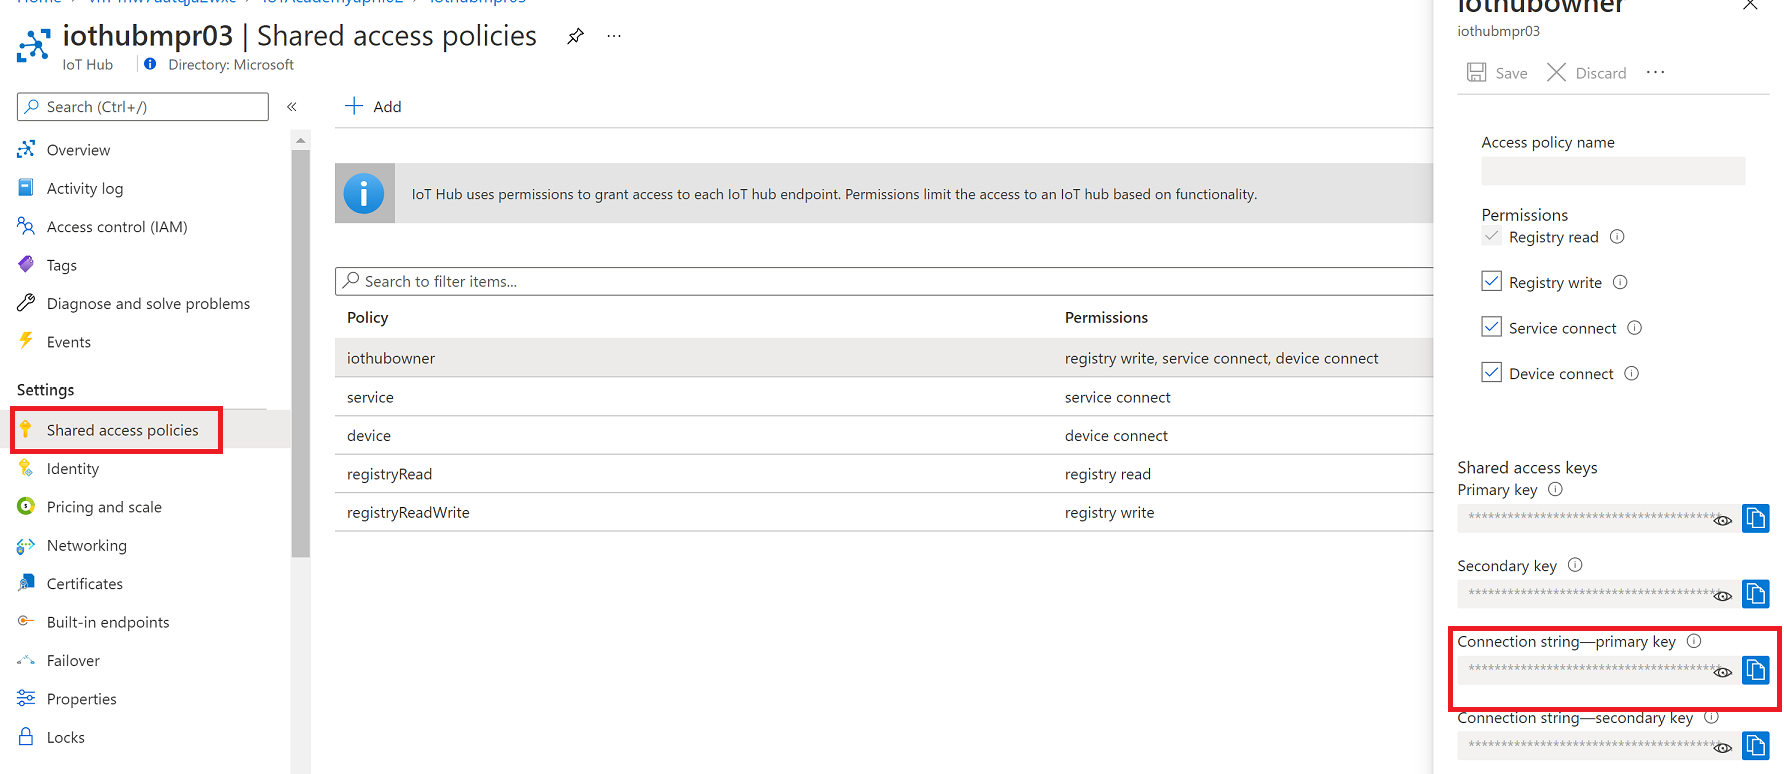 Home > > >
iothubmpr03 | Shared access policies
IoT Hub
Directory: Microsoft
Search (Ctrl+/)
«
Overview
Activity log
Access control (IAM)
Tags
Diagnose and solve problems
Events
Settings
Shared access policies
Identity
Pricing and scale
Networking
Certificates
Built-in endpoints
Failover
Properties
Locks
Add
IoT Hub uses permissions to grant access to each IoT hub endpoint. Permissions limit the access to an IoT hub based on functionality.
Search to filter items...
Policy Permissions
iothubowner registry write, service connect, device connect
service service connect
device device connect
registryRead registry read
registryReadWrite registry write
iothubowner
iothubmpr03
Save Discard
Access policy name
Permissions
Registry read
Registry write
Service connect
Device connect
Shared access keys
Primary key
Secondary key
Connection string—primary key
Connection string—secondary key